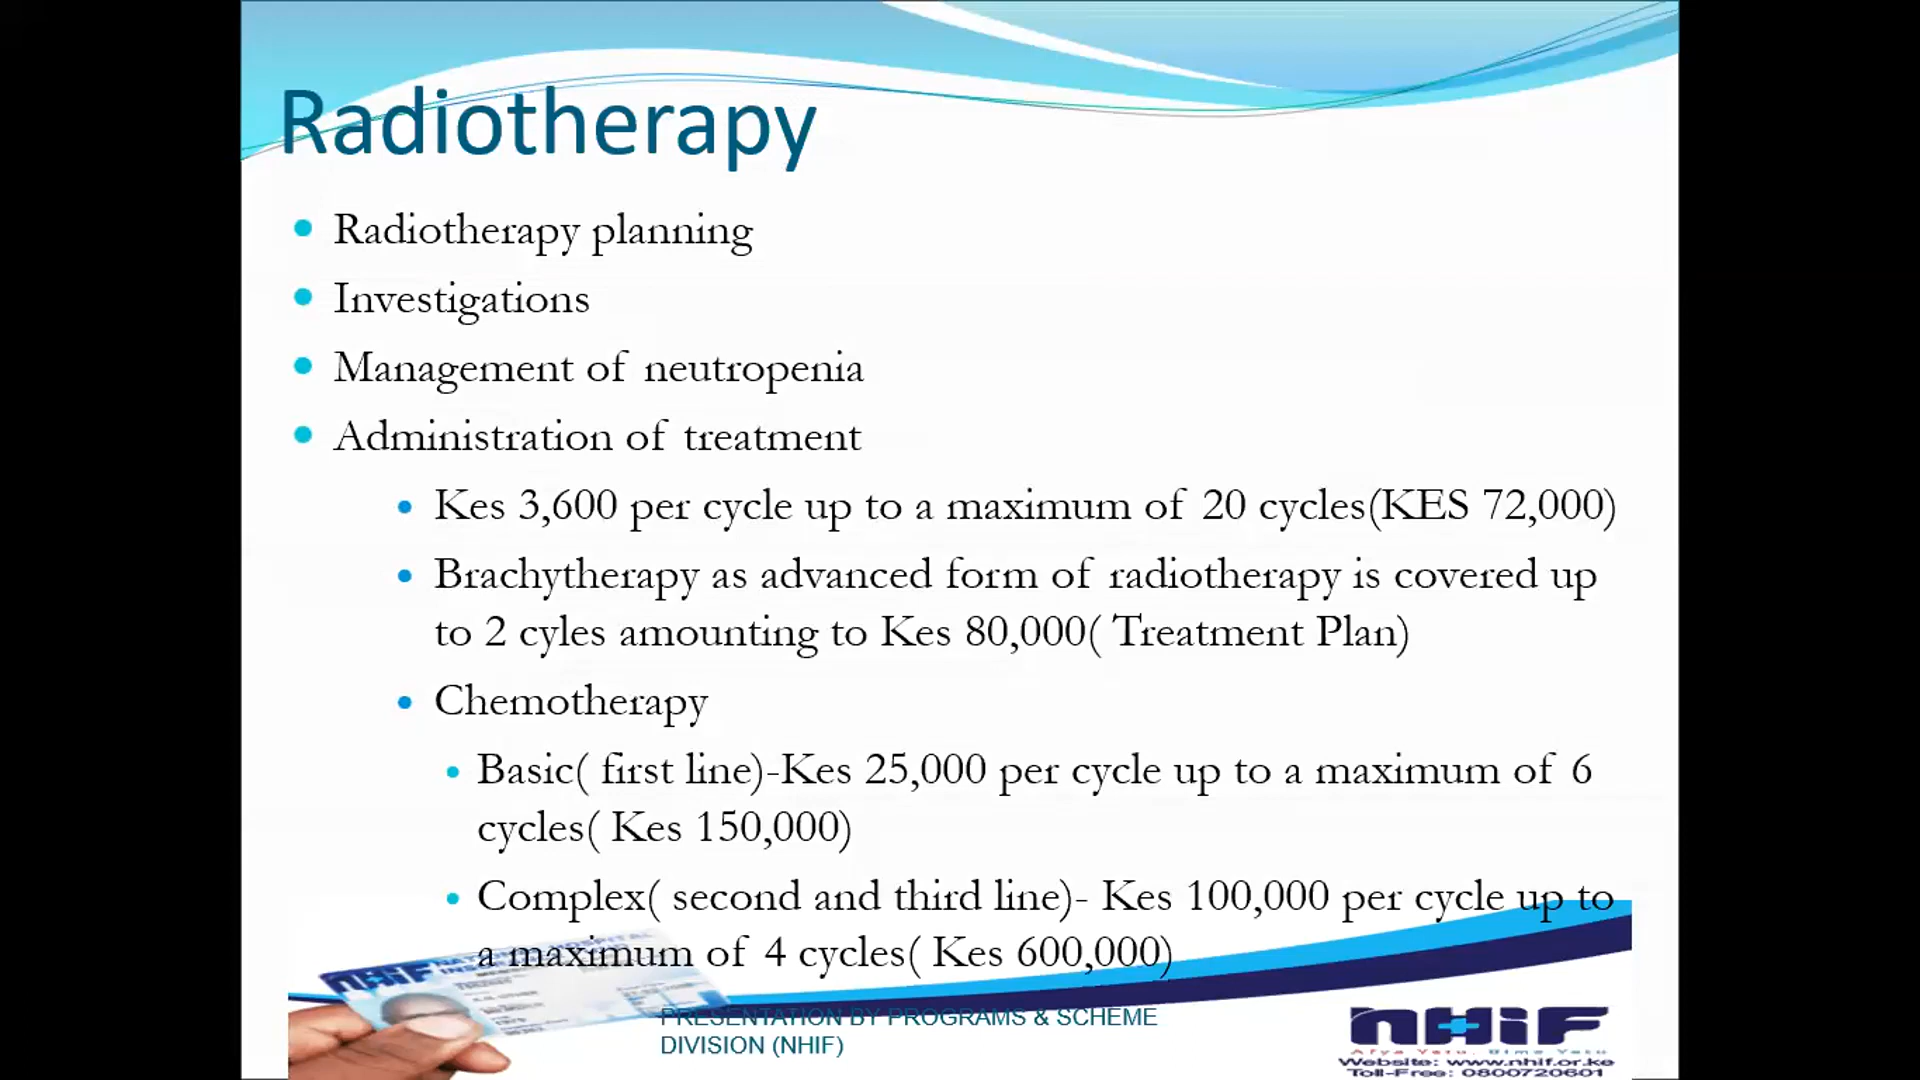 Radiotherapy
Radiotherapy planning
Investigations
Management of neutropenia
Administration of treatment
Kes 3,600 per cycle up to a maximum of 20 cycles(KES 72,000)
Brachytherapy as advanced form of radiotherapy is covered up
to 2 cyles amounting to Kes 80,000( Treatment Plan)
Chemotherapy
Basic( first line)-Kes 25,000 per cycle up to a maximum of 6
cycles( Kes 150,000)
Complex( second and third line)- Kes 100,000 per cycle up to
a maximum of 4 cycles( Kes 600,000)
nHiF
PRESENTATION BY PROGRAMS & SCHEME
DIVISION (NHIF)
nHiF
Afya Yetu, Bima Yetu
Website: www.nhif.or.ke
Toll-Free: 0800720601